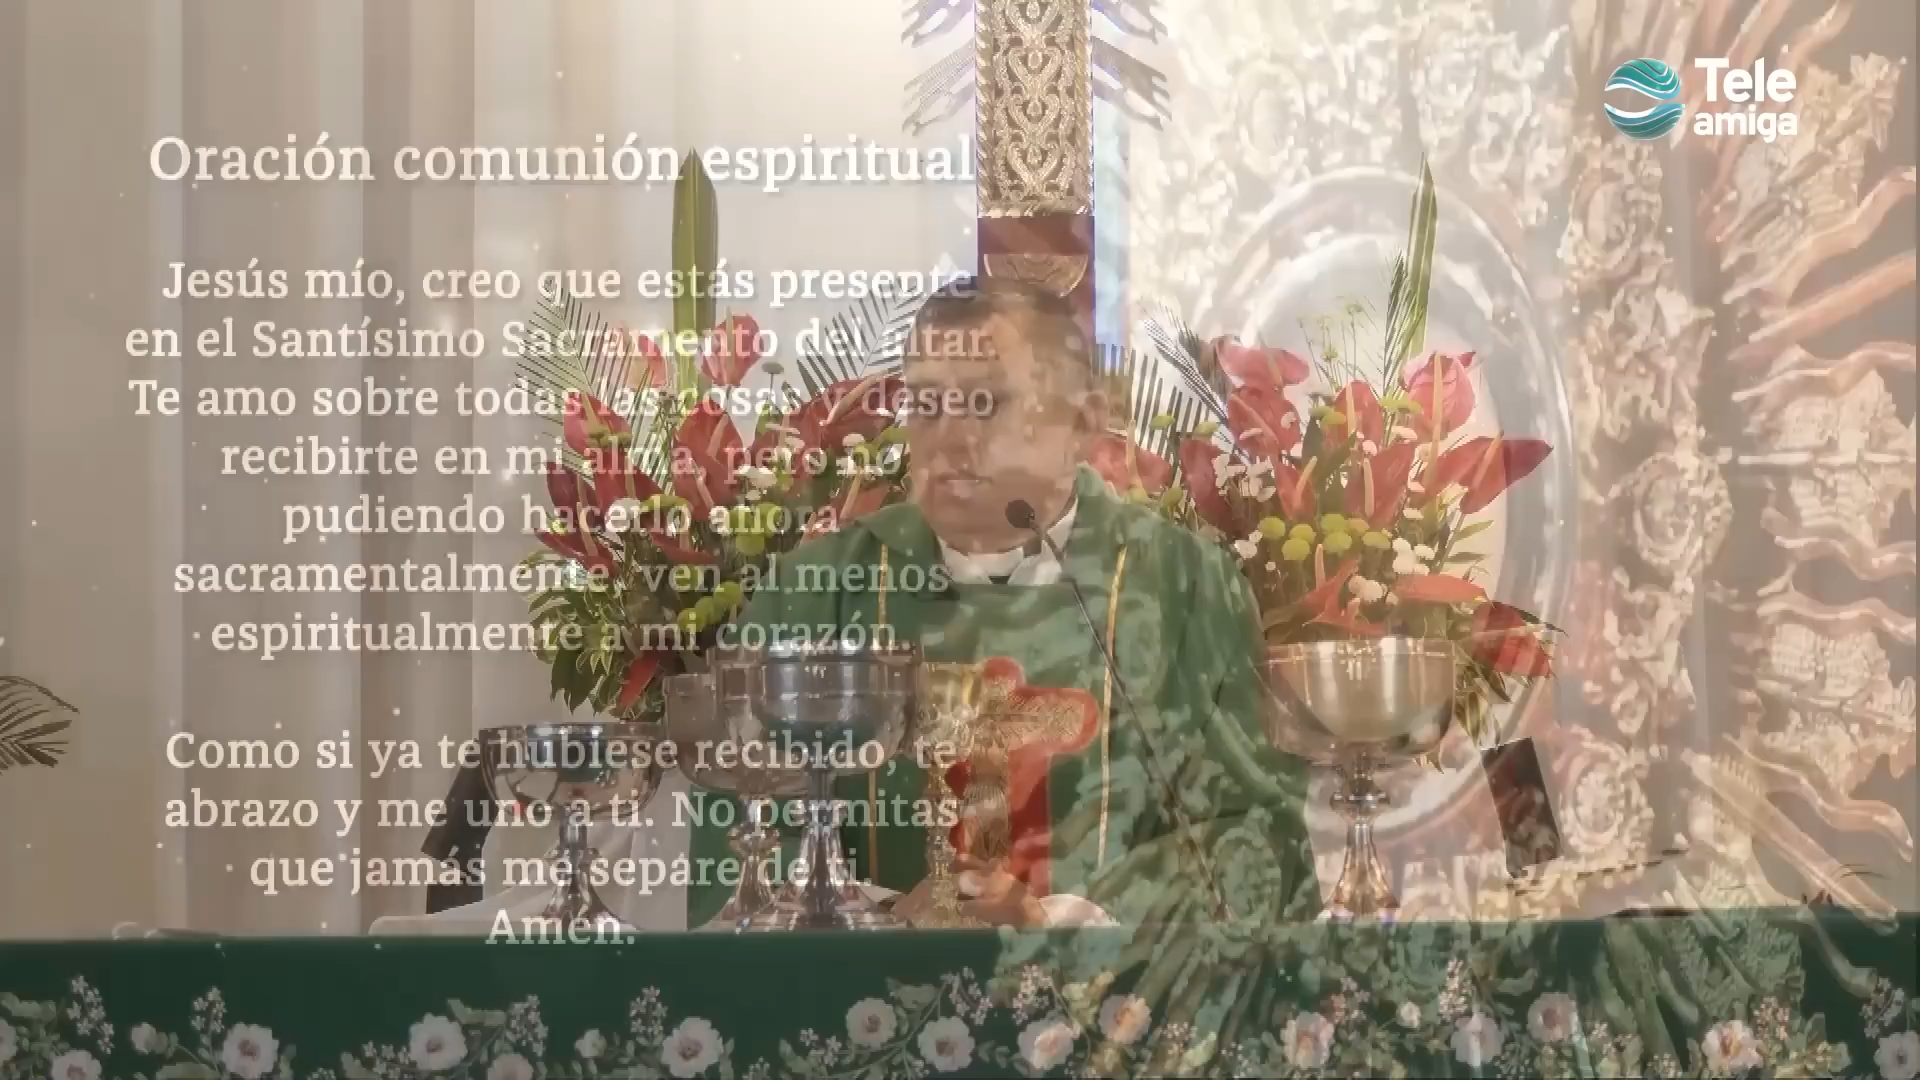 Tele
amiga
Oración comunión espiritual
Jesús mío, creo que estás presente
en el Santísimo Sacramento del altar.
Te amo sobre todas las cosas y deseo
recibirte en mi alma, pero no
pudiendo hacerlo ahora
sacramentalmente, ven al menos
espiritualmente a mi corazón.
Como si ya te hubiese recibido, te
abrazo y me uno a ti. No permitas
que jamás me separe de ti.
Amén.